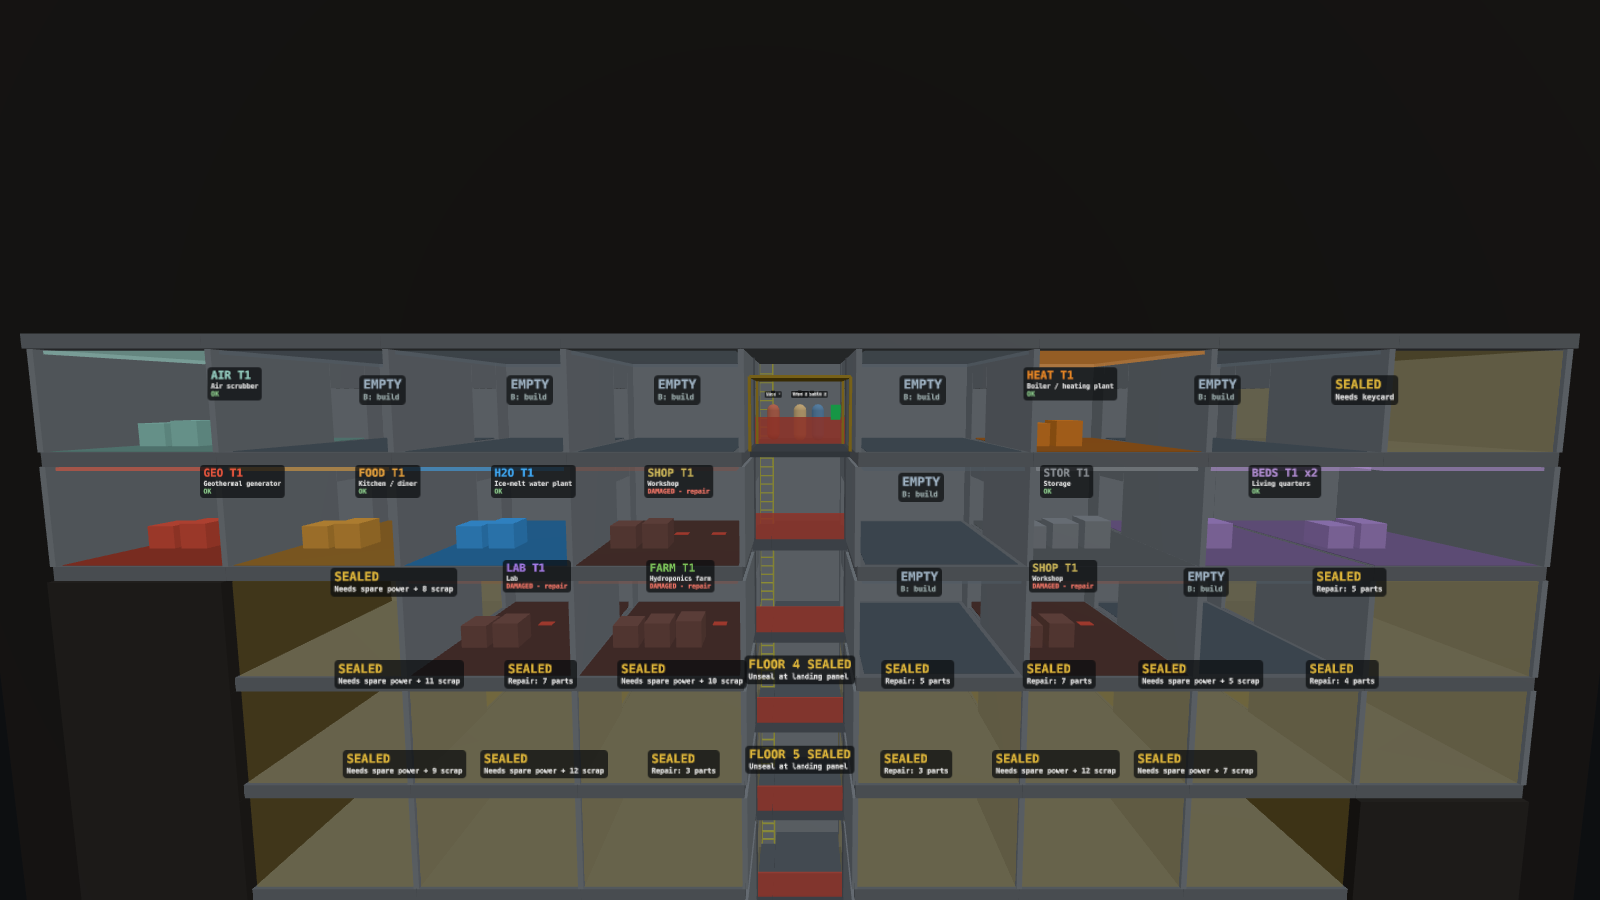 AIR T1
Air scrubber
OK
EMPTY
B: build
EMPTY
B: build
EMPTY
B: build
EMPTY
B: build
HEAT T1
Boiler / heating plant
OK
EMPTY
B: build
SEALED
Needs keycard
GEO T1
Geothermal generator
OK
FOOD T1
Kitchen / diner
OK
H2O T1
Ice-melt water plant
OK
SHOP T1
Workshop
DAMAGED - repair
EMPTY
B: build
STOR T1
Storage
OK
BEDS T1 x2
Living quarters
OK
SEALED
Needs spare power + 8 scrap
LAB T1
Lab
DAMAGED - repair
FARM T1
Hydroponics farm
DAMAGED - repair
EMPTY
B: build
SHOP T1
Workshop
DAMAGED - repair
EMPTY
B: build
SEALED
Repair: 5 parts
SEALED
Needs spare power + 11 scrap
SEALED
Repair: 7 parts
SEALED
Needs spare power + 10 scrap
FLOOR 4 SEALED
Unseal at landing panel
SEALED
Repair: 5 parts
SEALED
Repair: 7 parts
SEALED
Needs spare power + 5 scrap
SEALED
Repair: 4 parts
SEALED
Needs spare power + 9 scrap
SEALED
Needs spare power + 12 scrap
SEALED
Repair: 3 parts
FLOOR 5 SEALED
Unseal at landing panel
SEALED
Repair: 3 parts
SEALED
Needs spare power + 12 scrap
SEALED
Needs spare power + 7 scrap